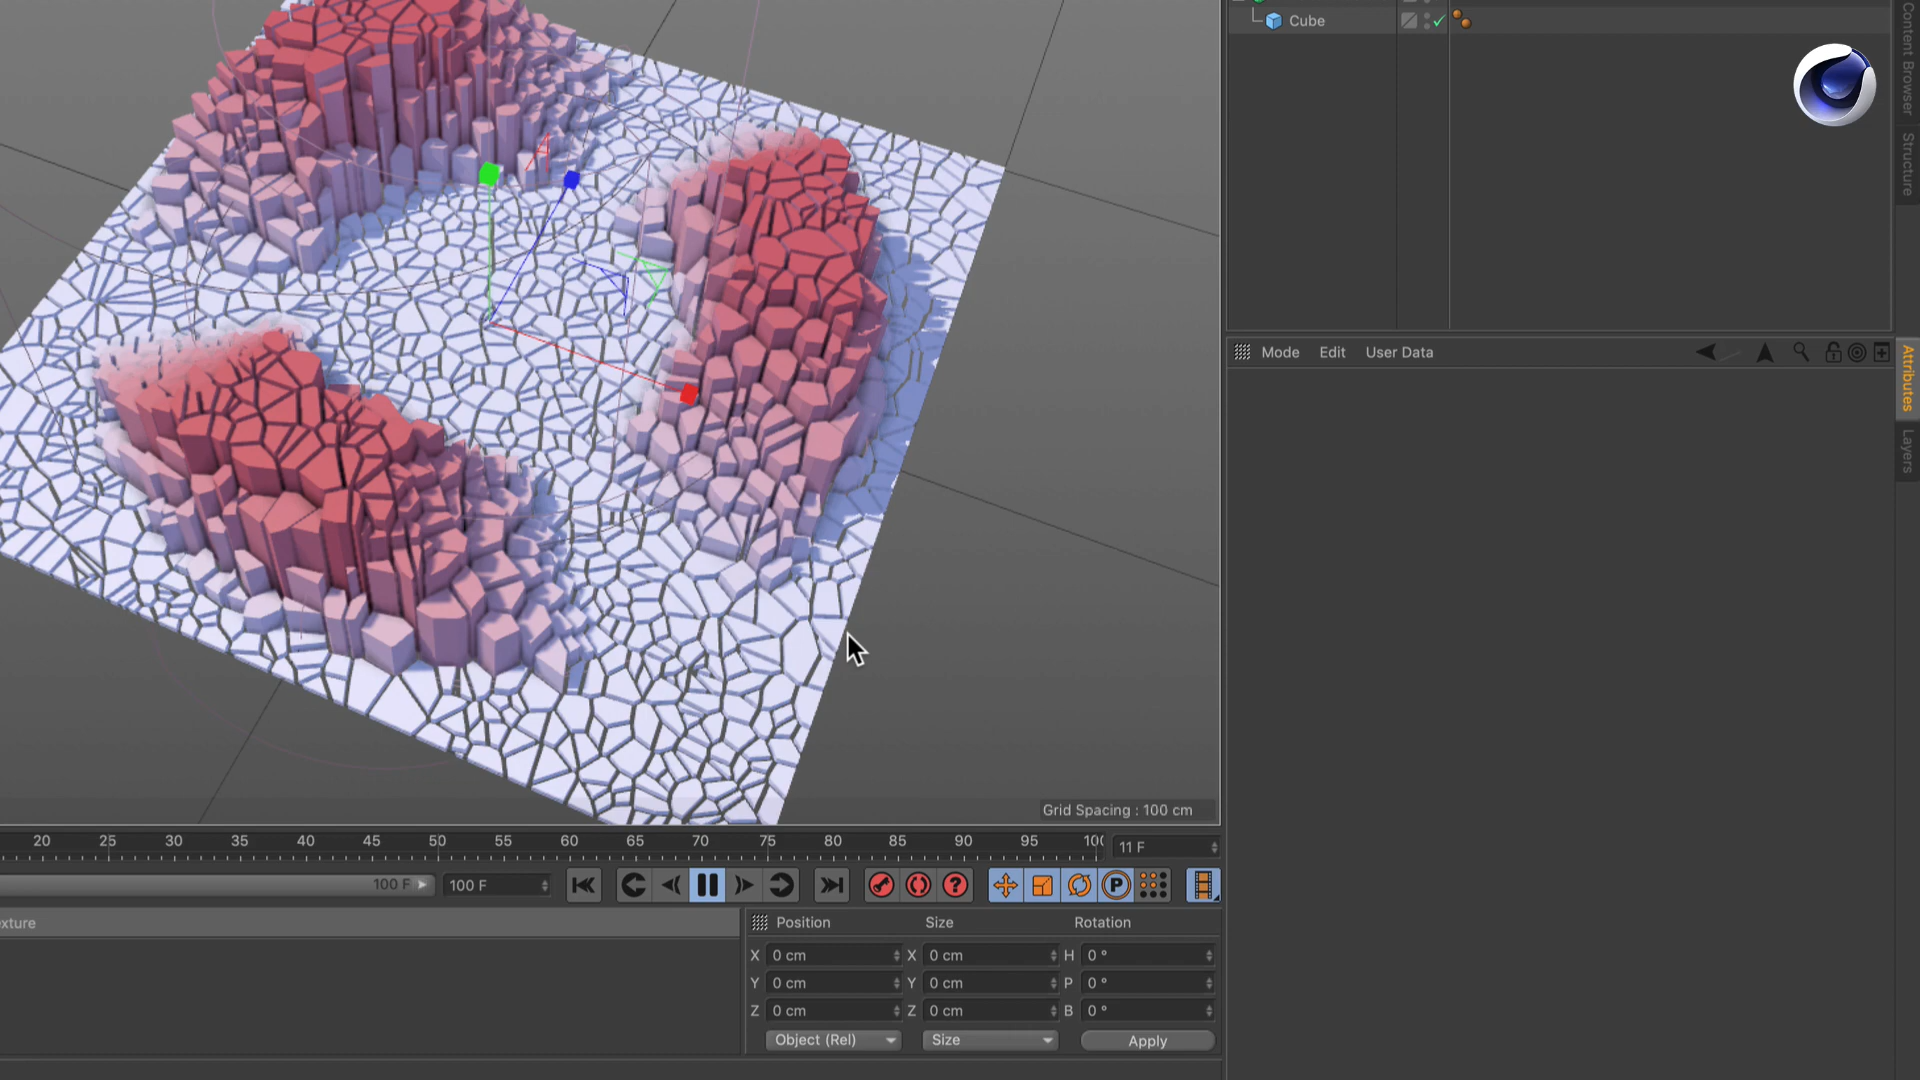 Cube
Content Browser
Structure
Mode Edit User Data
Attributes
Layers
Grid Spacing : 100 cm
20 25 30 35 40 45 50 55 60 65 70 75 80 85 90 95 100
11 F
100 F 100 F
P
xture
Position Size Rotation
X 0 cm X 0 cm H 0 °
Y 0 cm Y 0 cm P 0 °
Z 0 cm Z 0 cm B 0 °
Object (Rel) Size Apply